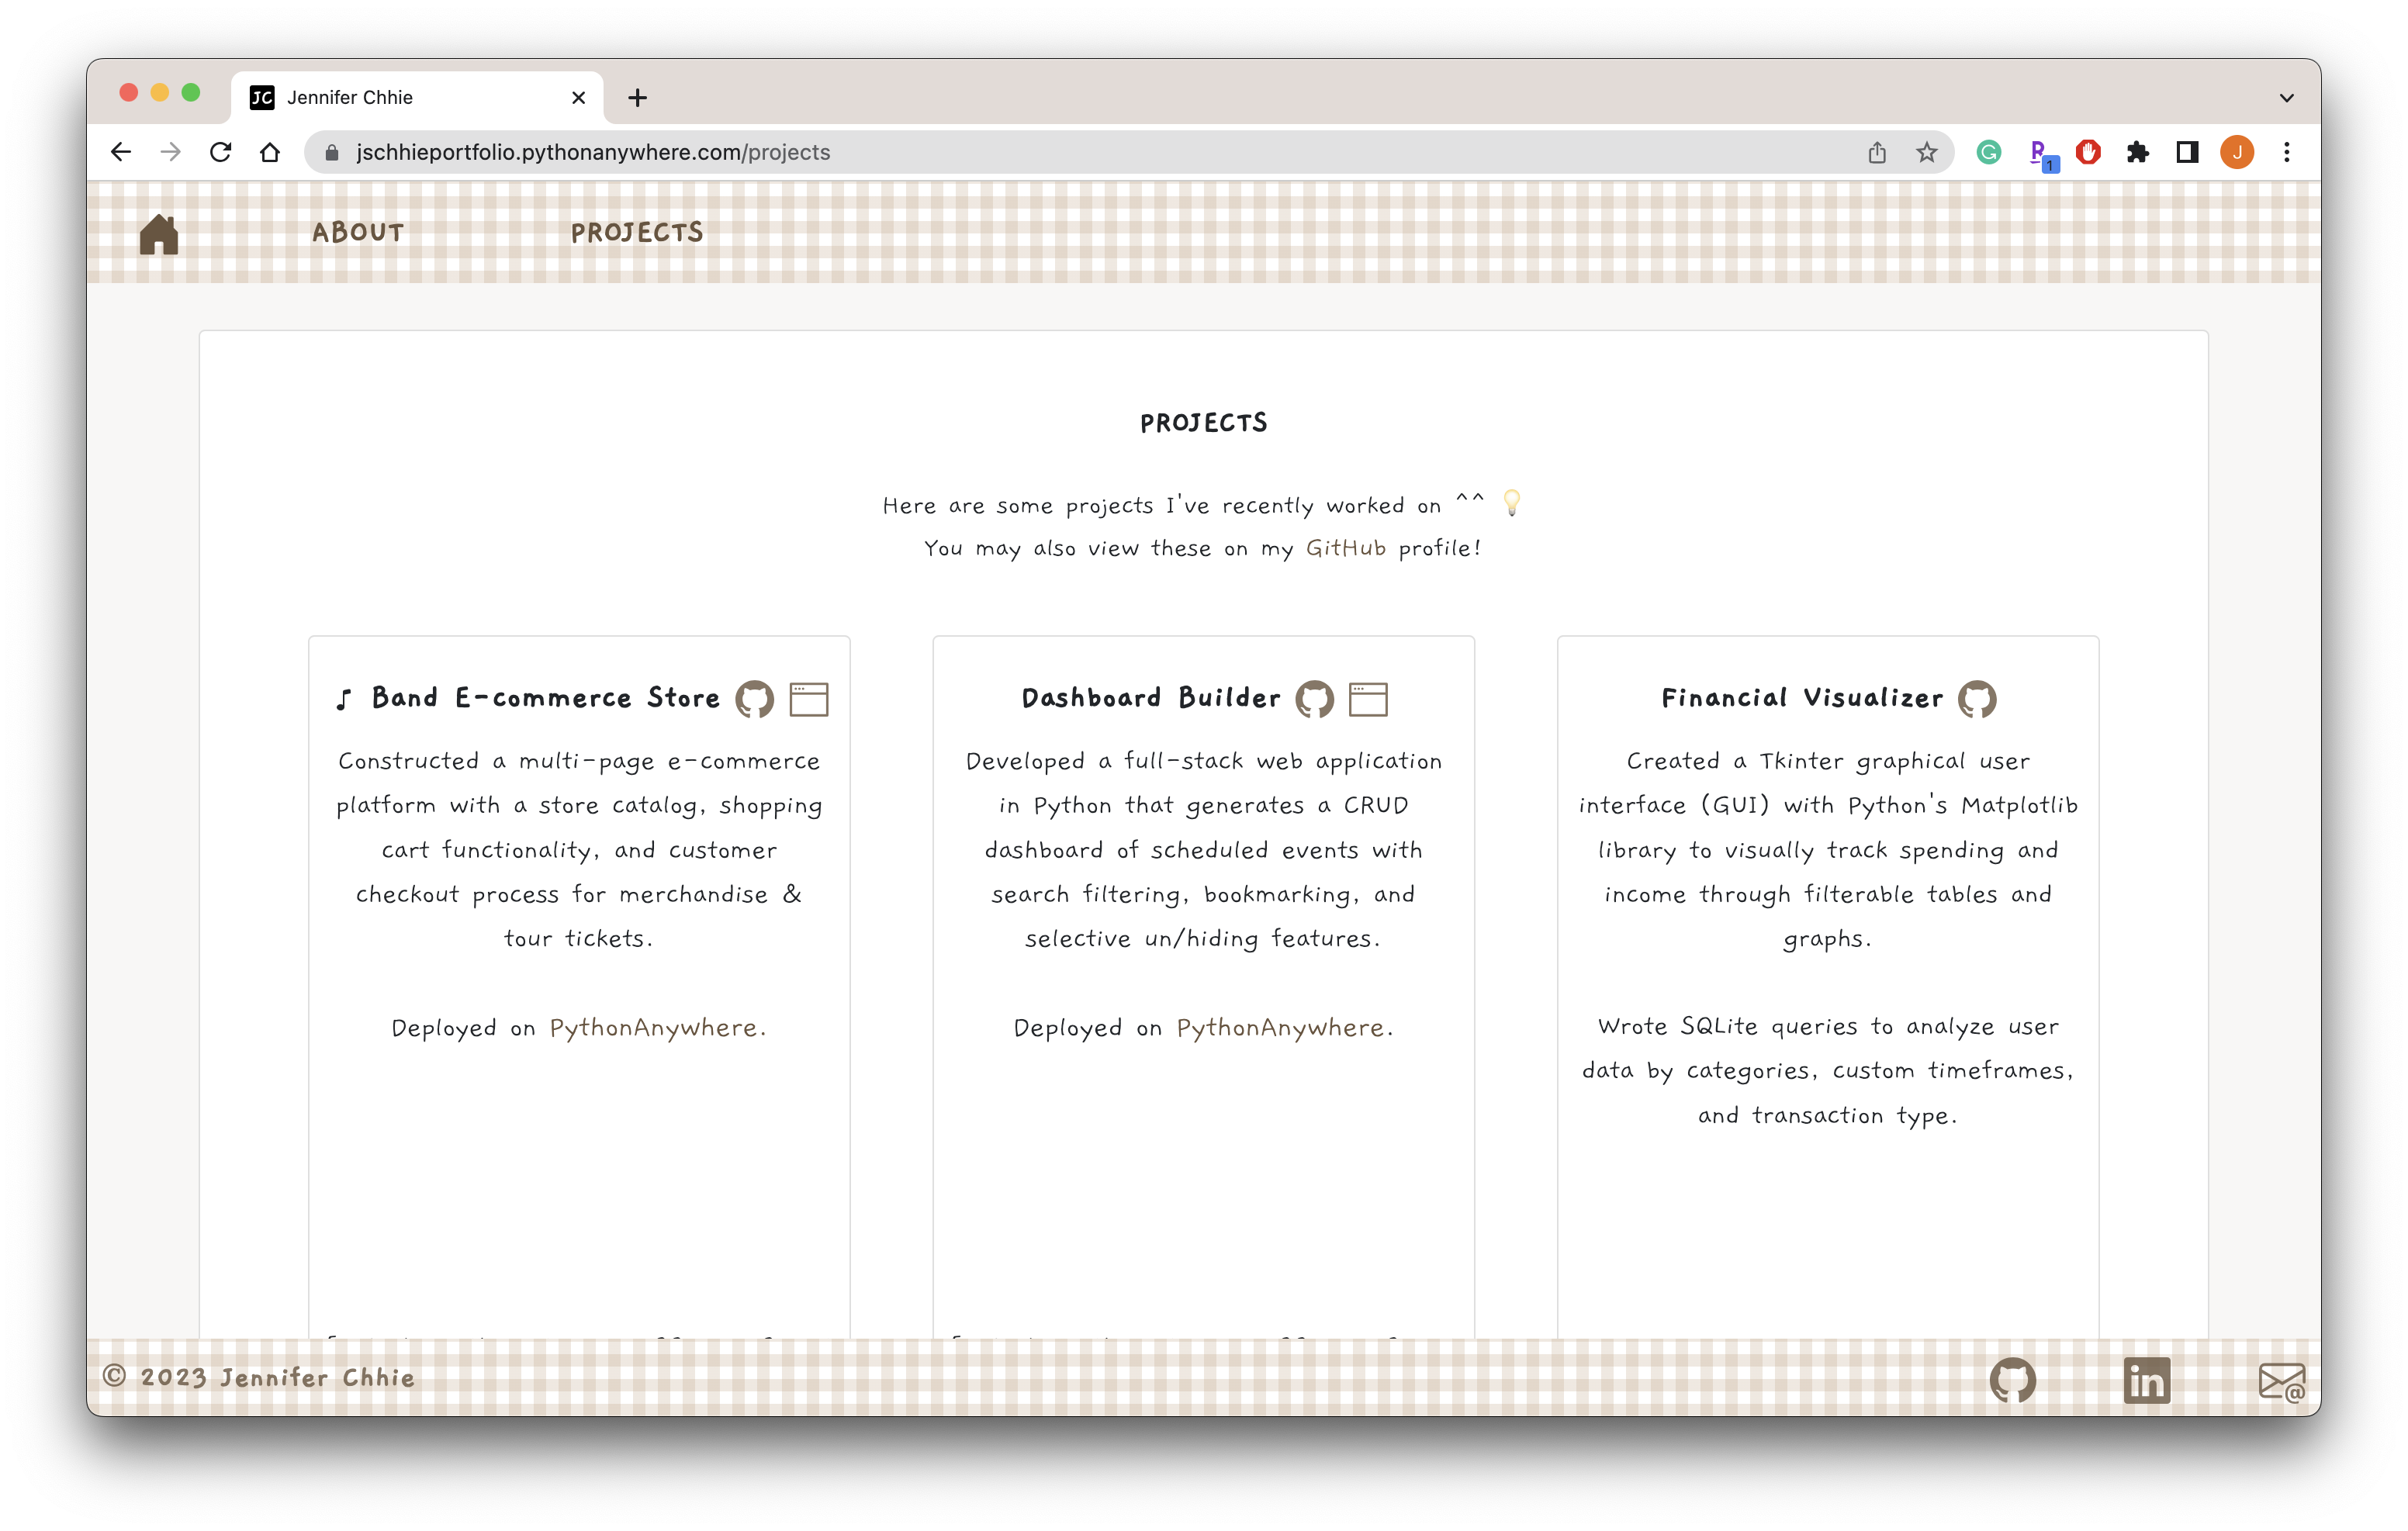 JC Jennifer Chhie
jschhieportfolio.pythonanywhere.com/projects
1
J
ABOUT
PROJECTS
PROJECTS
Here are some projects I've recently worked on ^^ 💡
You may also view these on my GitHub profile!
♪ Band E-commerce Store
Constructed a multi-page e-commerce
platform with a store catalog, shopping
cart functionality, and customer
checkout process for merchandise &
tour tickets.
Deployed on PythonAnywhere.
Dashboard Builder
Developed a full-stack web application
in Python that generates a CRUD
dashboard of scheduled events with
search filtering, bookmarking, and
selective un/hiding features.
Deployed on PythonAnywhere.
Financial Visualizer
Created a Tkinter graphical user
interface (GUI) with Python's Matplotlib
library to visually track spending and
income through filterable tables and
graphs.
Wrote SQLite queries to analyze user
data by categories, custom timeframes,
and transaction type.
© 2023 Jennifer Chhie
in
@